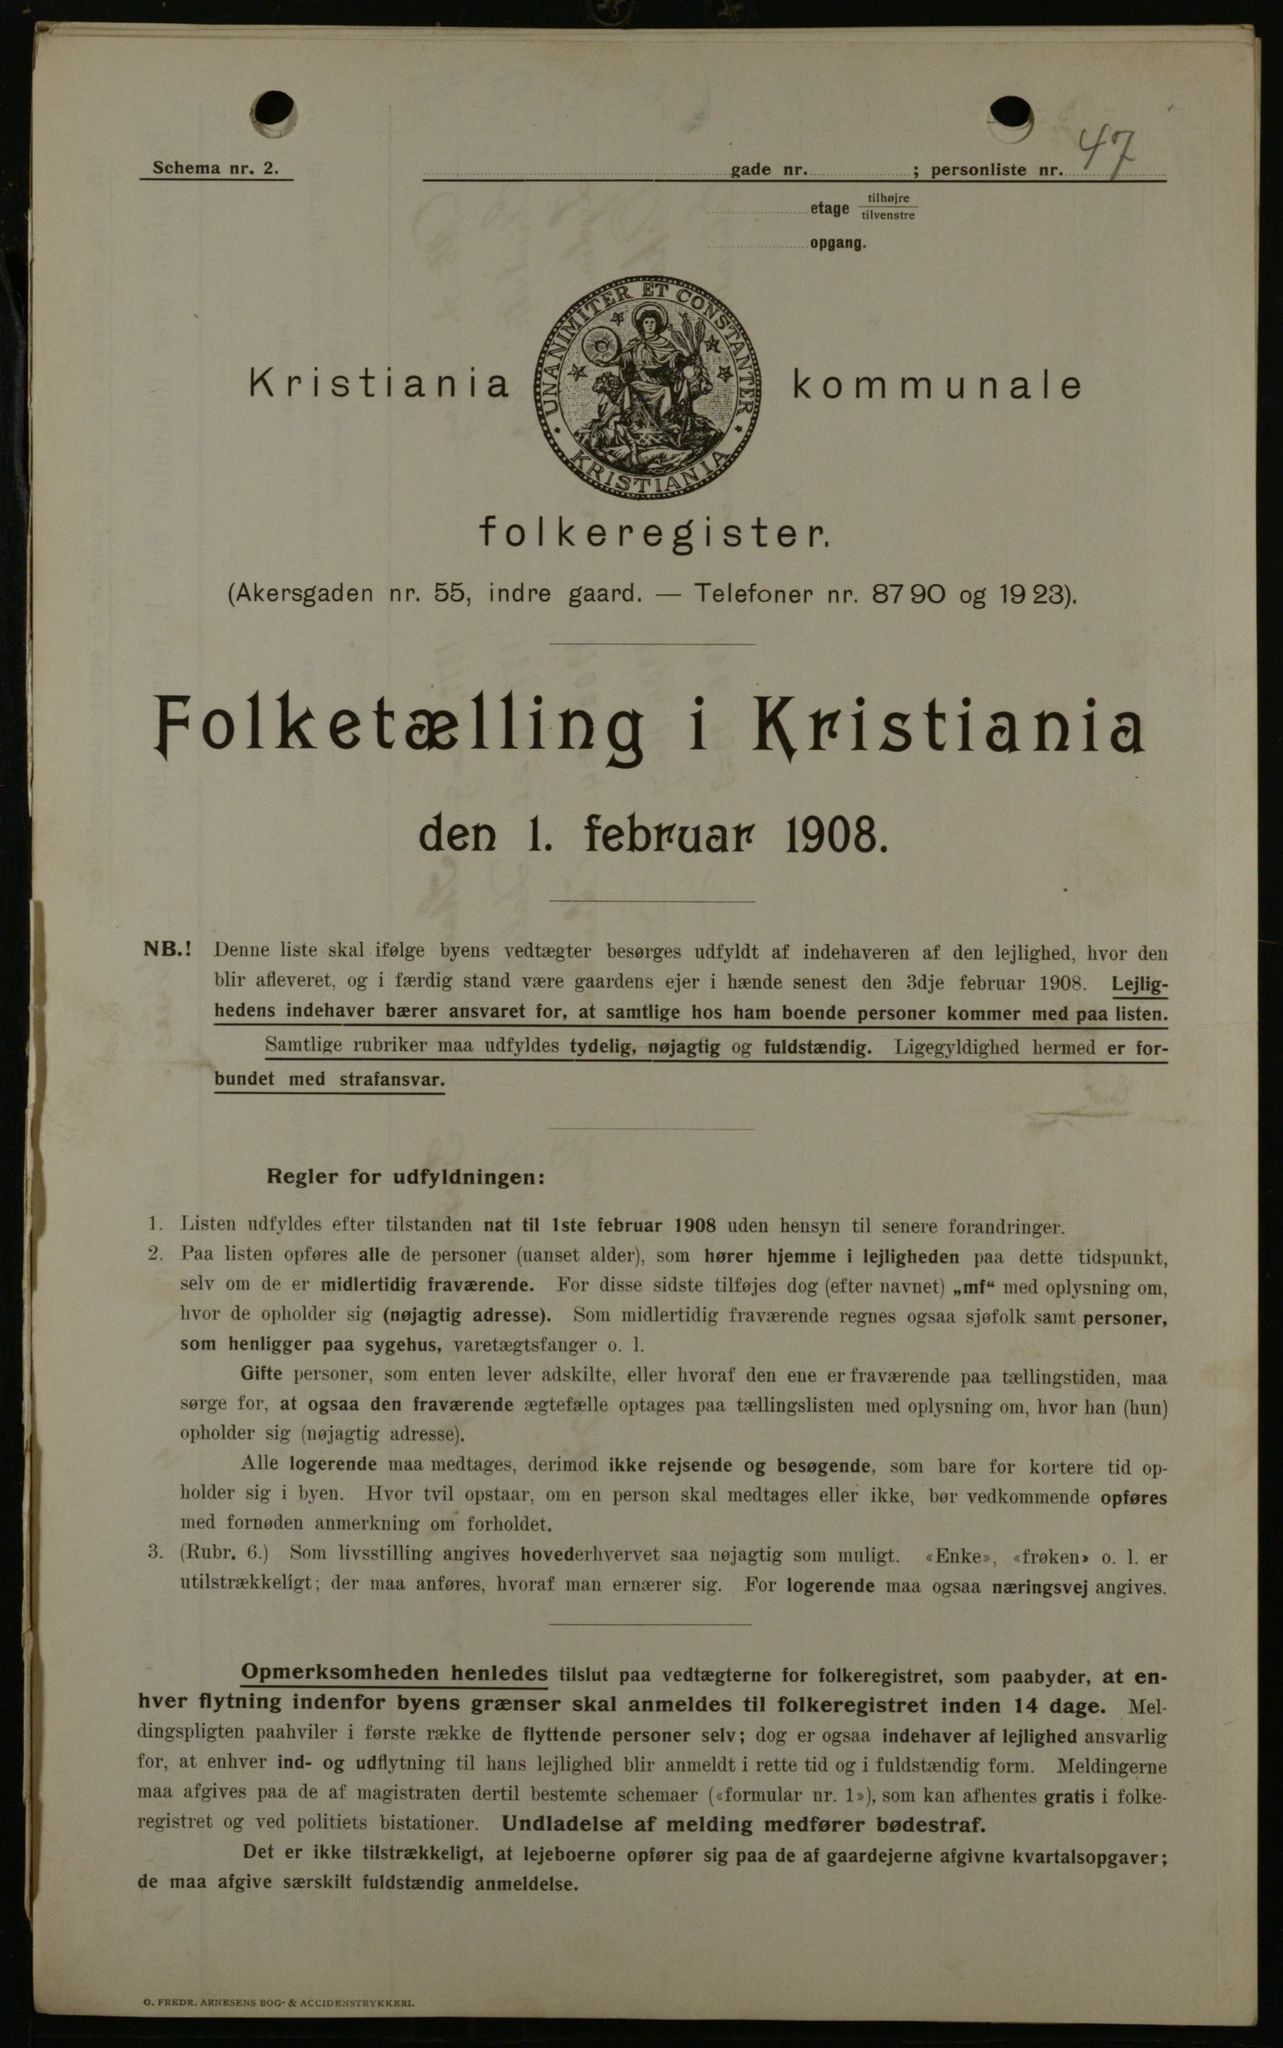 Schema nr. 2.
gade nr. ; personliste nr. 47
etage tilhøjre
tilvenstre
opgang.
UNANIMITER ET CONSTANTER
KRISTIANIA
Kristiania kommunale
folkeregister.
(Akersgaden nr. 55, indre gaard. — Telefoner nr. 87 90 og 19 23).
Folketælling i Kristiania
den 1. februar 1908.
NB.! Denne liste skal ifølge byens vedtægter besørges udfyldt af indehaveren af den lejlighed, hvor den
blir afleveret, og i færdig stand være gaardens ejer i hænde senest den 3dje februar 1908. Lejlig-
hedens indehaver bærer ansvaret for, at samtlige hos ham boende personer kommer med paa listen.
Samtlige rubriker maa udfyldes tydelig, nøjagtig og fuldstændig. Ligegyldighed hermed er for-
bundet med strafansvar.
Regler for udfyldningen:
1. Listen udfyldes efter tilstanden nat til 1ste februar 1908 uden hensyn til senere forandringer.
2. Paa listen opføres alle de personer (uanset alder), som hører hjemme i lejligheden paa dette tidspunkt,
selv om de er midlertidig fraværende. For disse sidste tilføjes dog (efter navnet) „mf“ med oplysning om,
hvor de opholder sig (nøjagtig adresse). Som midlertidig fraværende regnes ogsaa sjøfolk samt personer,
som henligger paa sygehus, varetægtsfanger o. l.
Gifte personer, som enten lever adskilte, eller hvoraf den ene er fraværende paa tællingstiden, maa
sørge for, at ogsaa den fraværende ægtefælle optages paa tællingslisten med oplysning om, hvor han (hun)
opholder sig (nøjagtig adresse).
Alle logerende maa medtages, derimod ikke rejsende og besøgende, som bare for kortere tid op-
holder sig i byen. Hvor tvil opstaar, om en person skal medtages eller ikke, bør vedkommende opføres
med fornøden anmerkning om forholdet.
3. (Rubr. 6.) Som livsstilling angives hovederhvervet saa nøjagtig som muligt. «Enke», «frøken» o. l. er
utilstrækkeligt; der maa anføres, hvoraf man ernærer sig. For logerende maa ogsaa næringsvej angives.
Opmerksomheden henledes tilslut paa vedtægterne for folkeregistret, som paabyder, at en-
hver flytning indenfor byens grænser skal anmeldes til folkeregistret inden 14 dage. Mel-
dingspligten paahviler i første række de flyttende personer selv; dog er ogsaa indehaver af lejlighed ansvarlig
for, at enhver ind- og udflytning til hans lejlighed blir anmeldt i rette tid og i fuldstændig form. Meldingerne
maa afgives paa de af magistraten dertil bestemte schemaer («formular nr. 1»), som kan afhentes gratis i folke-
registret og ved politiets bistationer. Undladelse af melding medfører bødestraf.
Det er ikke tilstrækkeligt, at lejeboerne opfører sig paa de af gaardejerne afgivne kvartalsopgaver;
de maa afgive særskilt fuldstændig anmeldelse.
O. FREDR. ARNESENS BOG- & ACCIDENSTRYKKERI.